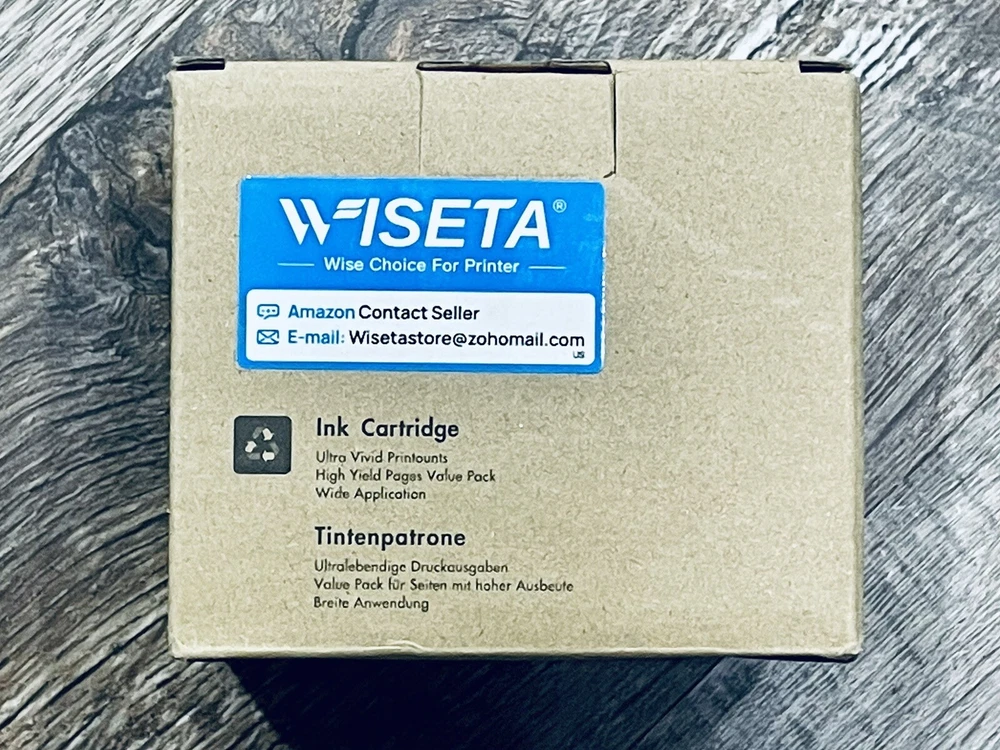 WISETA®
Wise Choice For Printer
Amazon Contact Seller
E-mail: Wisetastore@zohomail.com
US
Ink Cartridge
Ultra Vivid Printounts
High Yield Pages Value Pack
Wide Application
Tintenpatrone
Ultralebendige Druckausgaben
Value Pack für Seiten mit hoher Ausbeute
Breite Anwendung